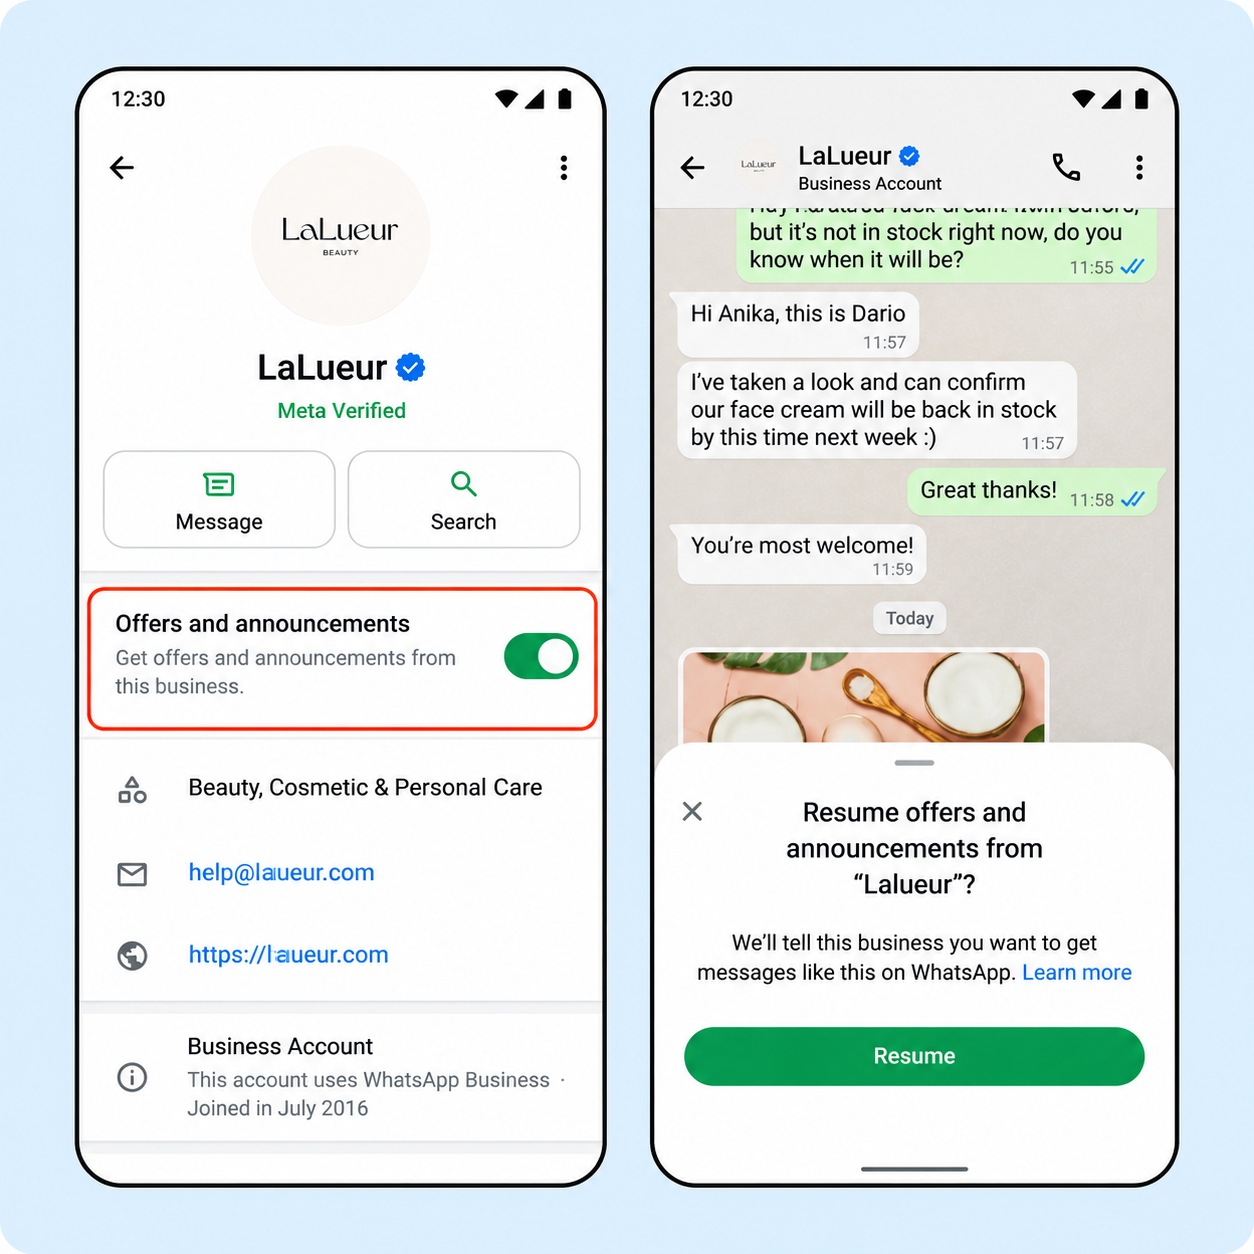 12:30
LaLueur
BEAUTY
LaLueur
Meta Verified
Message
Search
Offers and announcements
Get offers and announcements from
this business.
Beauty, Cosmetic & Personal Care
Business Account
This account uses WhatsApp Business ·
Joined in July 2016
12:30
LaLueur
LaLueur
Business Account
but it's not in stock right now, do you
know when it will be?
11:55
Hi Anika, this is Dario
11:57
I've taken a look and can confirm
our face cream will be back in stock
by this time next week :)
11:57
Great thanks!
11:58
You're most welcome!
11:59
Today
Resume offers and
announcements from
“Lalueur”?
We'll tell this business you want to get
messages like this on WhatsApp. Learn more
Resume